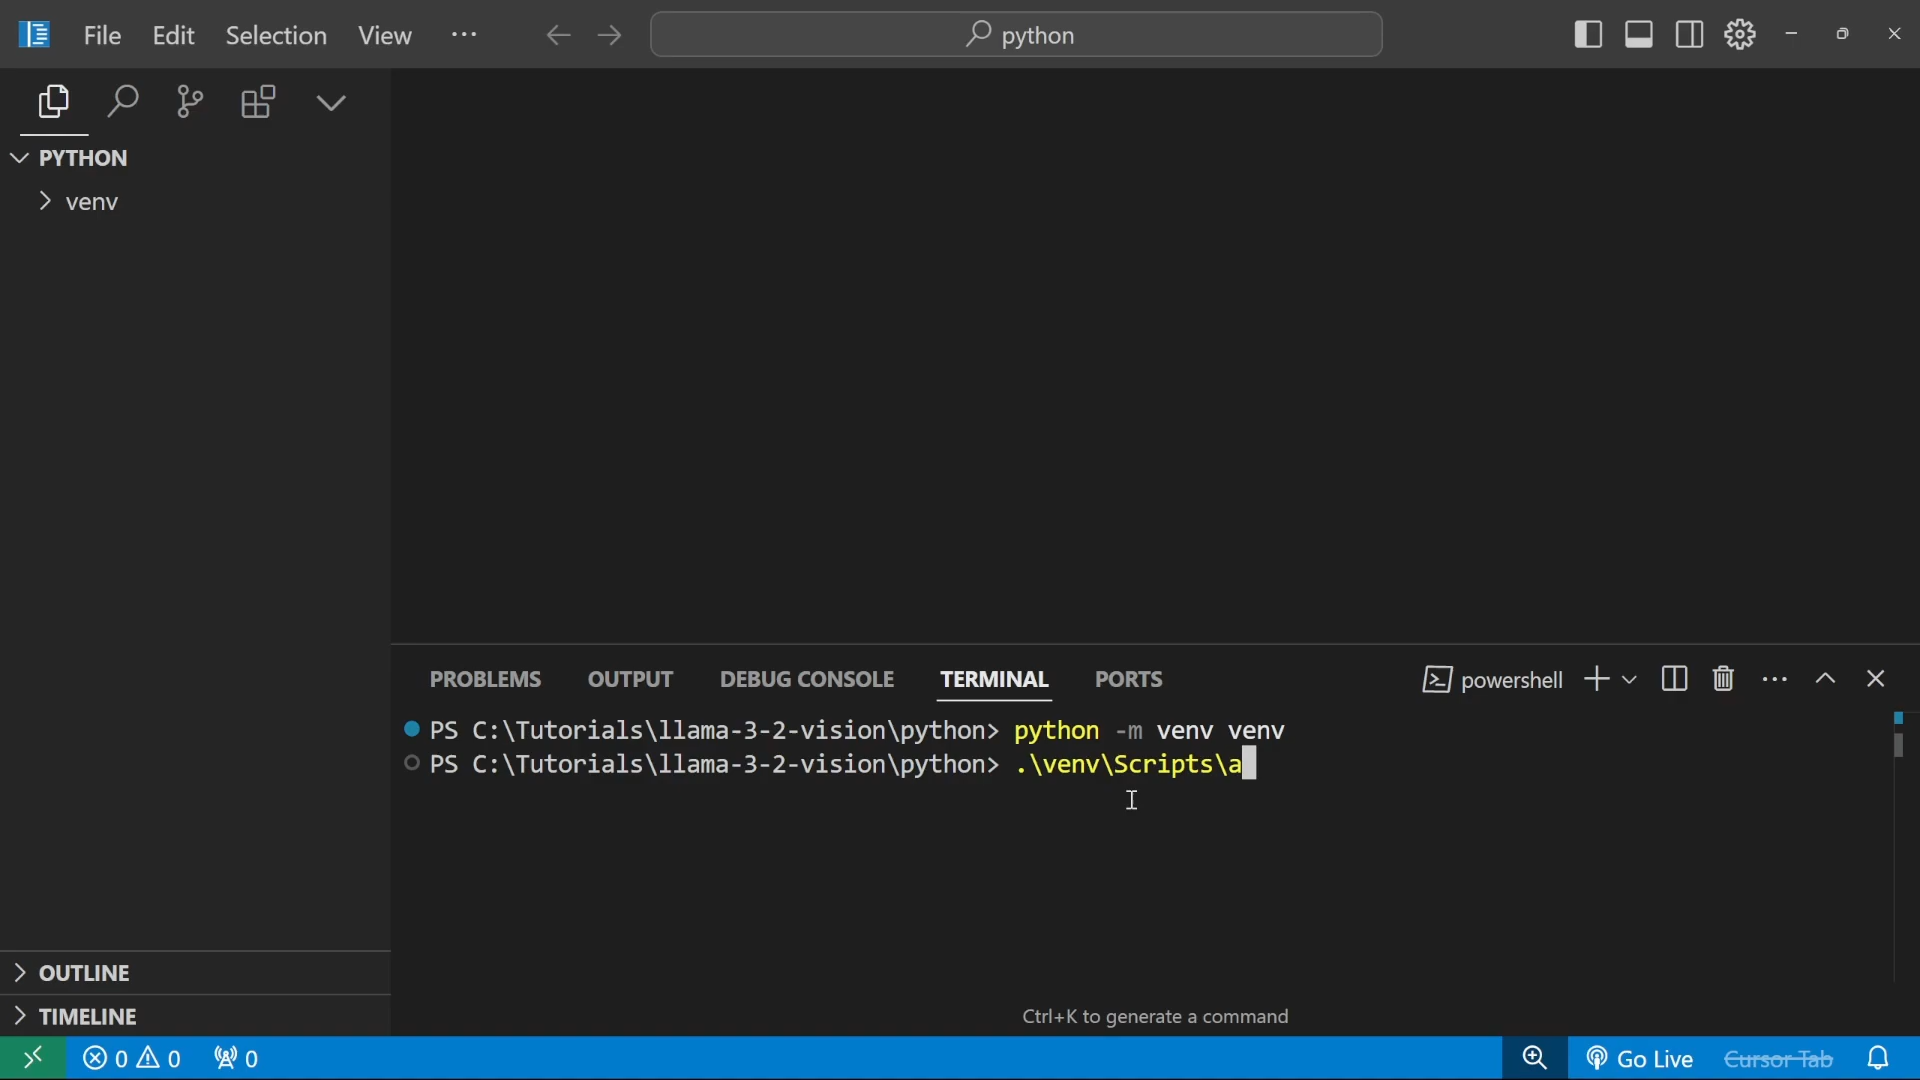 File Edit Selection View ···
python
PYTHON
venv
PROBLEMS OUTPUT DEBUG CONSOLE TERMINAL PORTS
powershell
PS C:\Tutorials\llama-3-2-vision\python> python -m venv venv
PS C:\Tutorials\llama-3-2-vision\python> .\venv\Scripts\a
OUTLINE
TIMELINE
Ctrl+K to generate a command
0 0 0
Go Live Cursor Tab